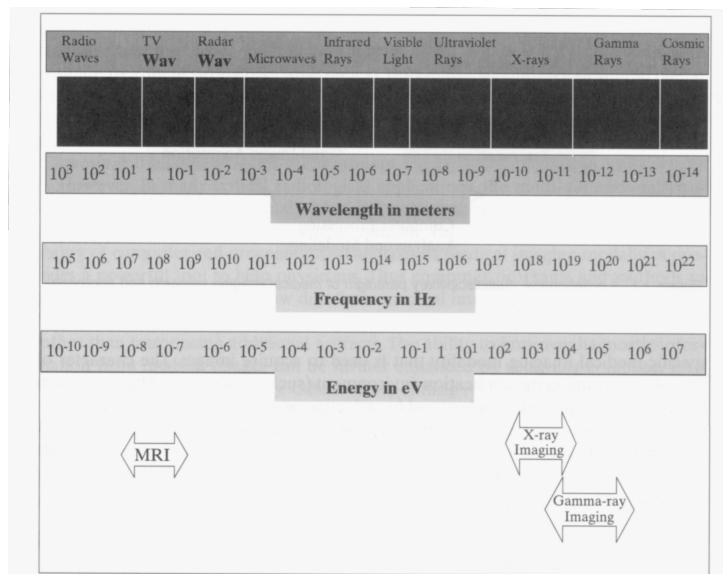 Radio Waves TV Wav Radar Wav Microwaves Infrared Rays Visible Light Ultraviolet Rays X-rays Gamma Rays Cosmic Rays
10³ 10² 10¹ 1 10⁻¹ 10⁻² 10⁻³ 10⁻⁴ 10⁻⁵ 10⁻⁶ 10⁻⁷ 10⁻⁸ 10⁻⁹ 10⁻¹⁰ 10⁻¹¹ 10⁻¹² 10⁻¹³ 10⁻¹⁴
Wavelength in meters
10⁵ 10⁶ 10⁷ 10⁸ 10⁹ 10¹⁰ 10¹¹ 10¹² 10¹³ 10¹⁴ 10¹⁵ 10¹⁶ 10¹⁷ 10¹⁸ 10¹⁹ 10²⁰ 10²¹ 10²²
Frequency in Hz
10⁻¹⁰ 10⁻⁹ 10⁻⁸ 10⁻⁷ 10⁻⁶ 10⁻⁵ 10⁻⁴ 10⁻³ 10⁻² 10⁻¹ 1 10¹ 10² 10³ 10⁴ 10⁵ 10⁶ 10⁷
Energy in eV
MRI
X-ray
Imaging
Gamma-ray
Imaging